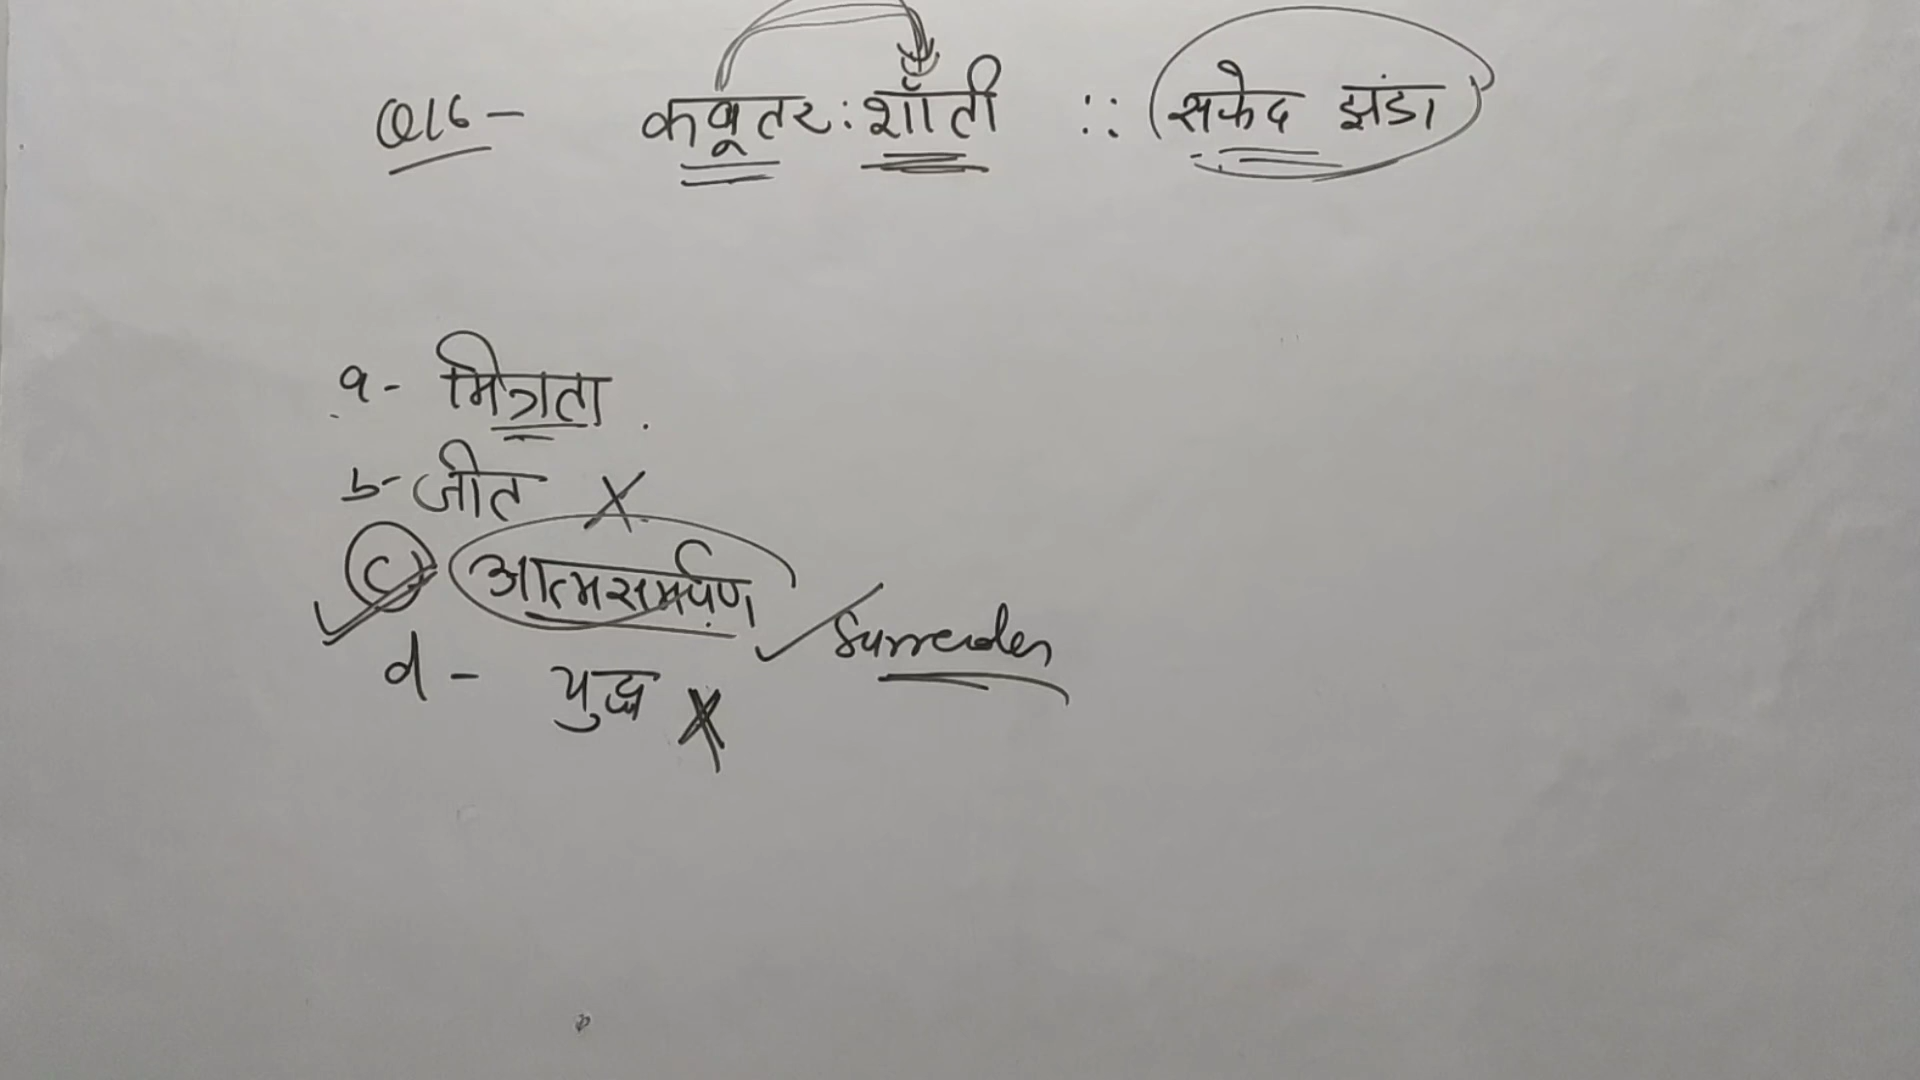 Q16- कबूतर : शाँती :: सफेद झंडा
a- मित्रता
b- जीत X
c आत्मसमर्पण ✓ Surrender
d - युद्ध X